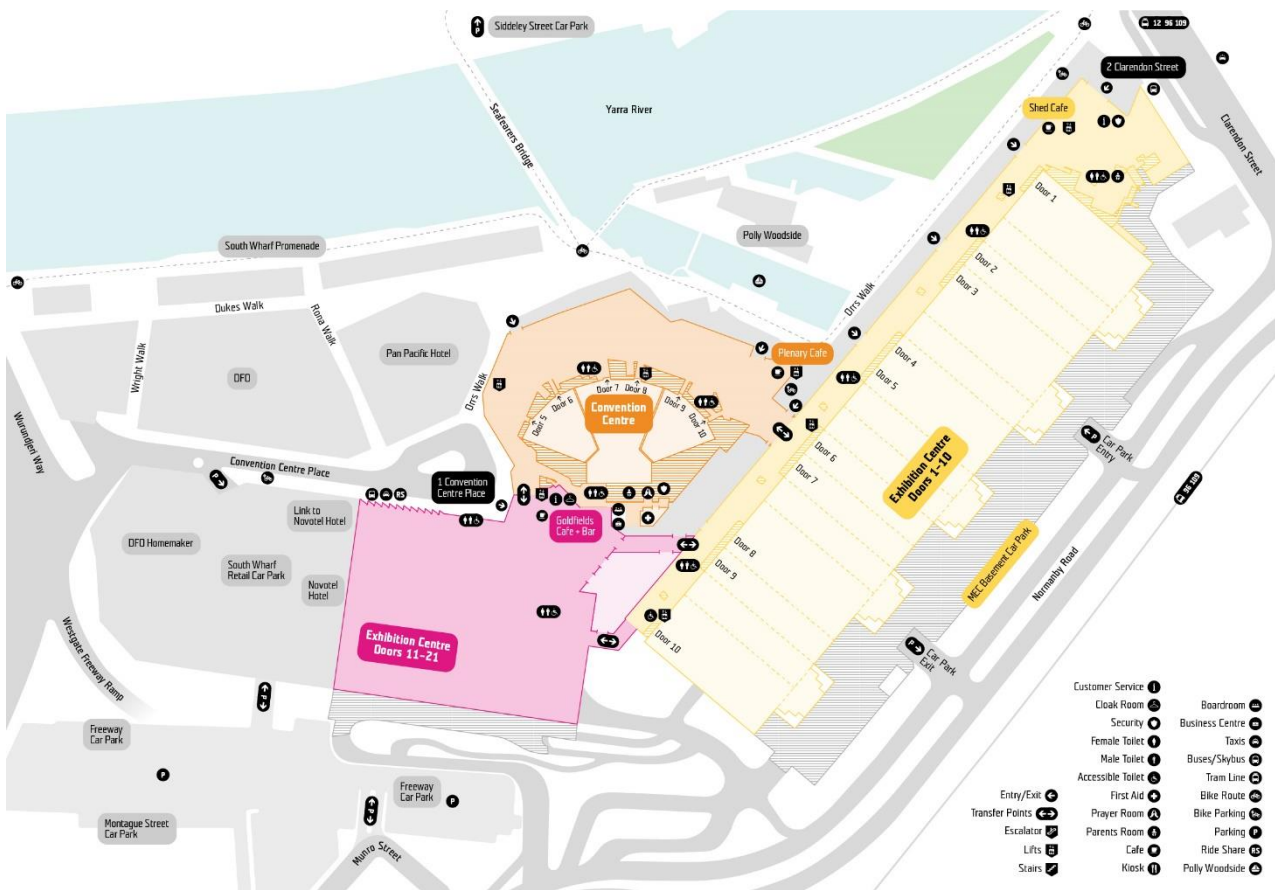 Siddeley Street Car Park
12 96 109
2 Clarendon Street
Yarra River
Seafearers Bridge
Shed Cafe
Clarendon Street
Door 1
South Wharf Promenade
Polly Woodside
Door 2
Door 3
Dukes Walk
Rona Walk
Wright Walk
Orrs Walk
Pan Pacific Hotel
DFO
Plenary Cafe
Door 4
Door 5
Orrs Walk
Door 5
Door 6
Door 7
Door 8
Door 9
Door 10
Convention
Centre
Wurundjeri Way
Convention Centre Place
1 Convention
Centre Place
RS
Door 6
Door 7
Exhibition Centre
Doors 1-10
P
Car Park
Entry
96 109
Link to
Novotel Hotel
Goldfields
Cafe + Bar
DFO Homemaker
South Wharf
Retail Car Park
Novotel
Hotel
Door 8
Door 9
Door 10
MEC Basement Car Park
Normanby Road
Exhibition Centre
Doors 11-21
P
Car Park
Exit
Westgate Freeway Ramp
P
Freeway
Car Park
P
Freeway
Car Park
P
P
Montague Street
Car Park
Munro Street
Entry/Exit
Transfer Points
Escalator
Lifts
Stairs
Customer Service
Cloak Room
Security
Female Toilet
Male Toilet
Accessible Toilet
First Aid
Prayer Room
Parents Room
Cafe
Kiosk
Boardroom
Business Centre
Taxis
Buses/Skybus
Tram Line
Bike Route
Bike Parking
Parking P
Ride Share RS
Polly Woodside